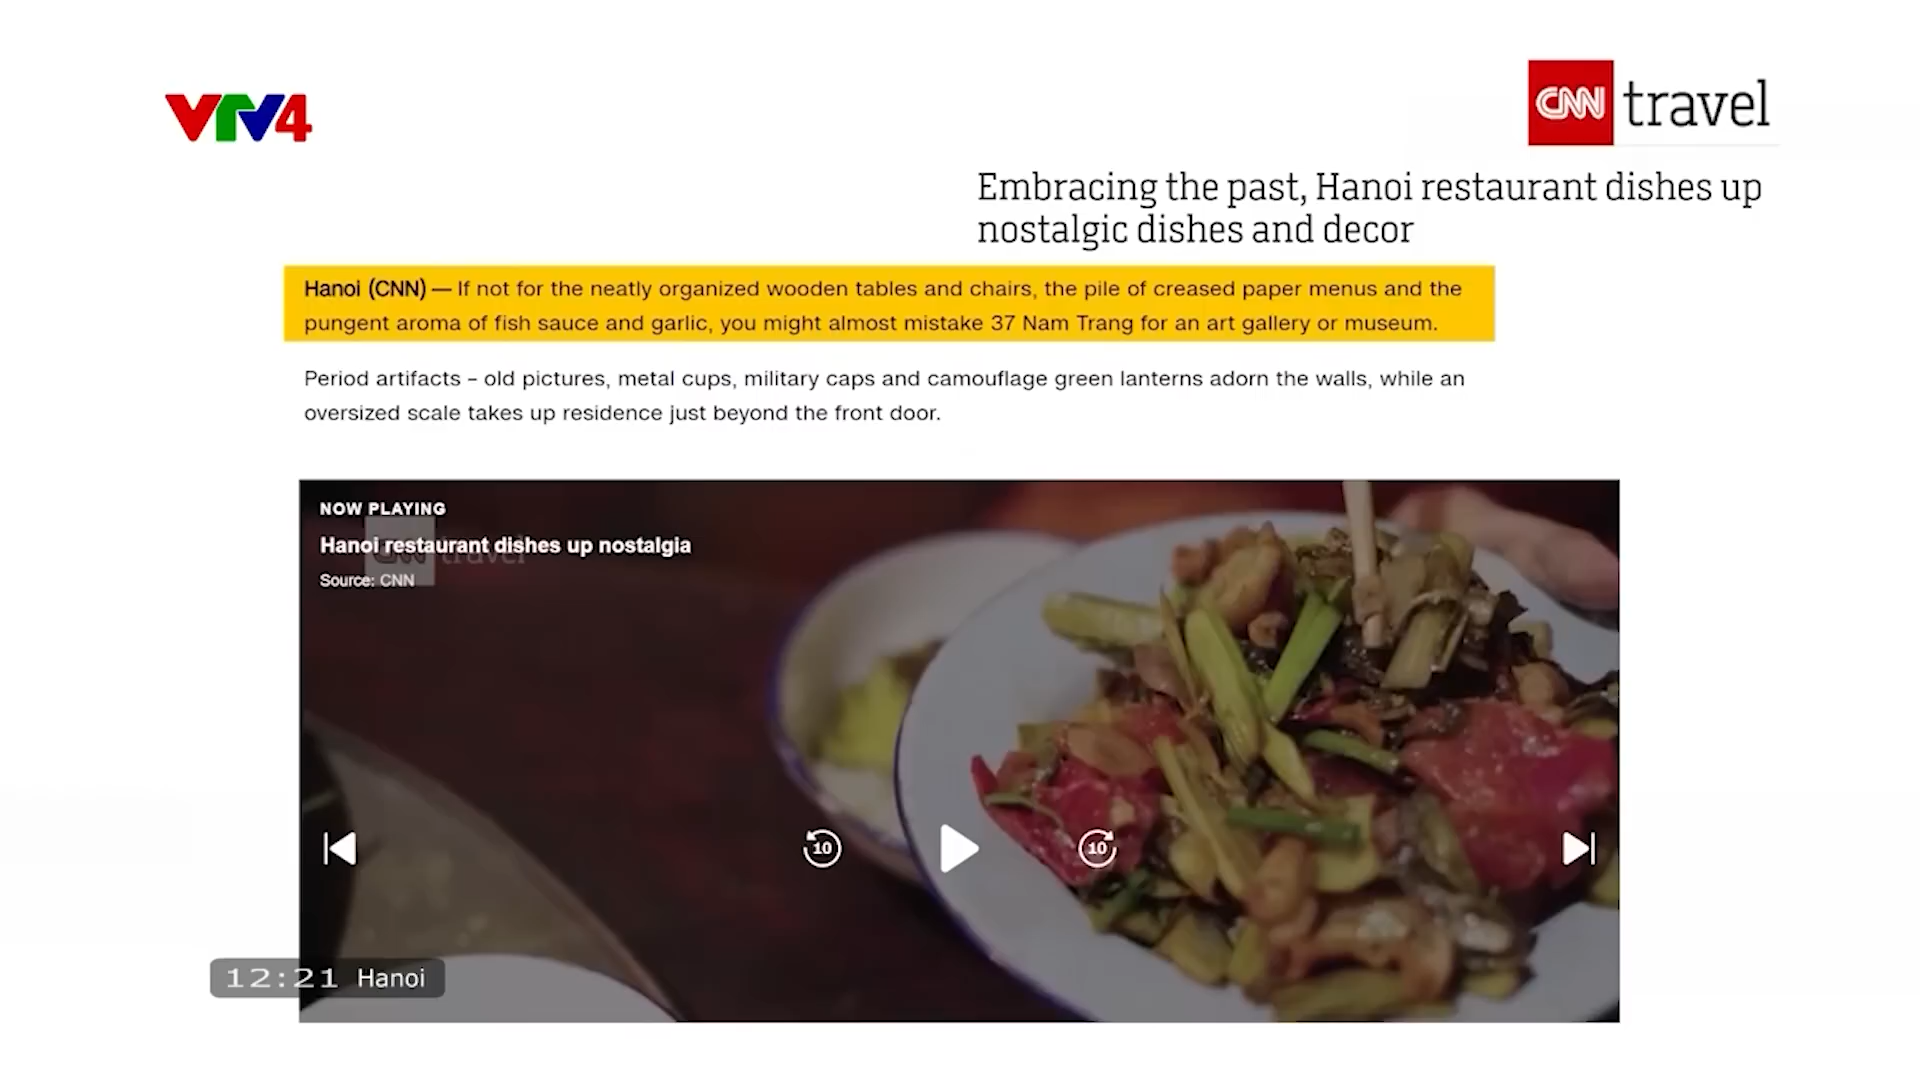 VTV4
CNN travel
Embracing the past, Hanoi restaurant dishes up
nostalgic dishes and decor
Hanoi (CNN) — If not for the neatly organized wooden tables and chairs, the pile of creased paper menus and the
pungent aroma of fish sauce and garlic, you might almost mistake 37 Nam Trang for an art gallery or museum.
Period artifacts – old pictures, metal cups, military caps and camouflage green lanterns adorn the walls, while an
oversized scale takes up residence just beyond the front door.
NOW PLAYING
Hanoi restaurant dishes up nostalgia
CNN travel
Source: CNN
10
10
12:21 Hanoi